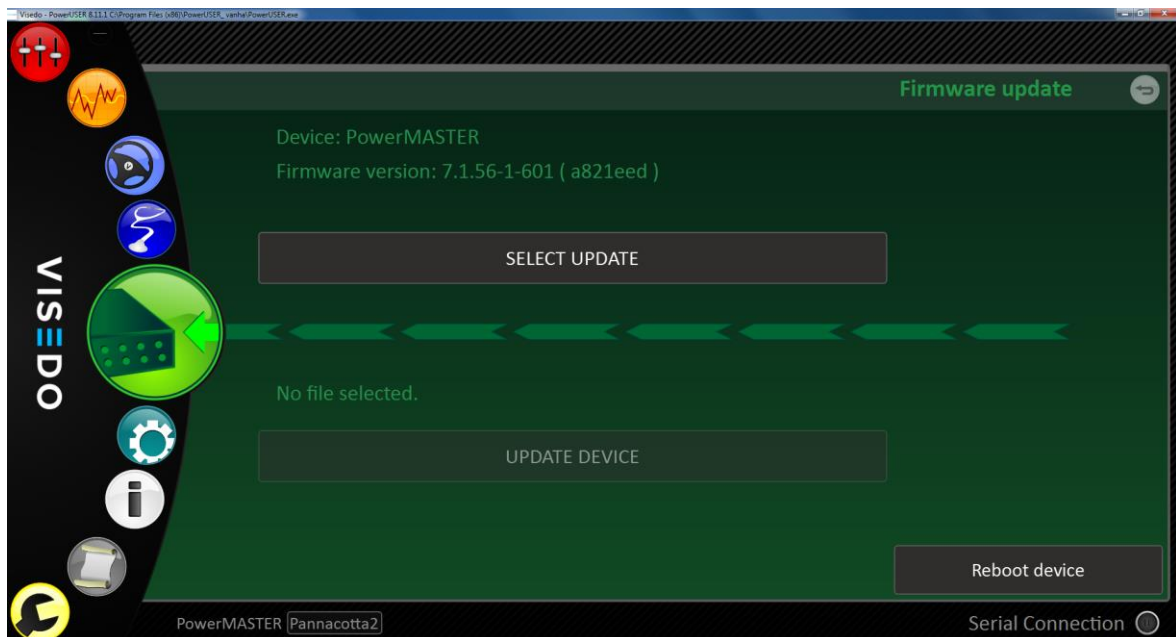 Visedo - PowerUSER 8.11.1 C:\Program Files (x86)\PowerUSER_vanha\PowerUSER.exe
Firmware update
Device: PowerMASTER
Firmware version: 7.1.56-1-601 ( a821eed )
SELECT UPDATE
VISEDO
No file selected.
UPDATE DEVICE
Reboot device
PowerMASTER Pannacotta2
Serial Connection